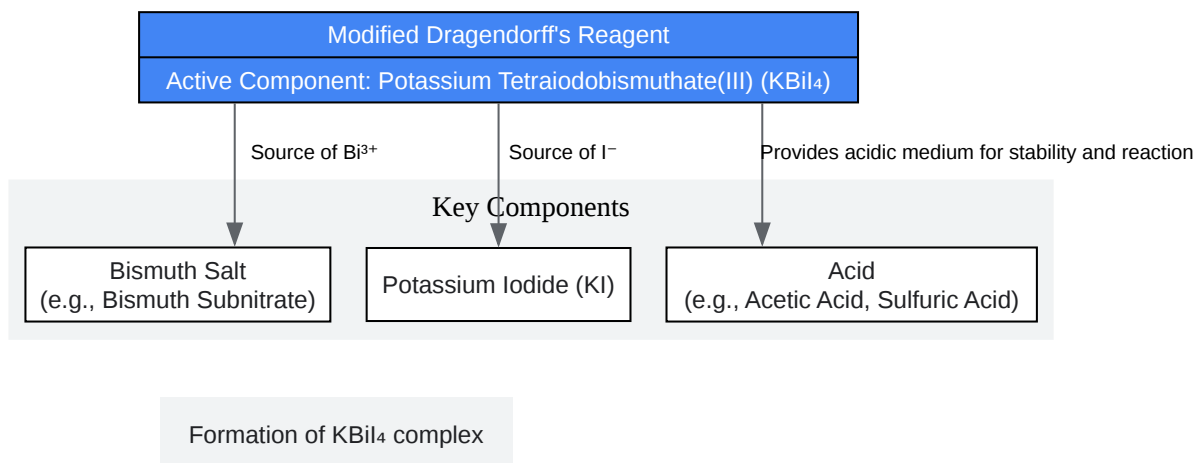 Modified Dragendorff's Reagent
Active Component: Potassium Tetraiodobismuthate(III) (KBiI₄)
Source of Bi³⁺
Source of I⁻
Provides acidic medium for stability and reaction
Key Components
Bismuth Salt
(e.g., Bismuth Subnitrate)
Potassium Iodide (KI)
Acid
(e.g., Acetic Acid, Sulfuric Acid)
Formation of KBiI₄ complex